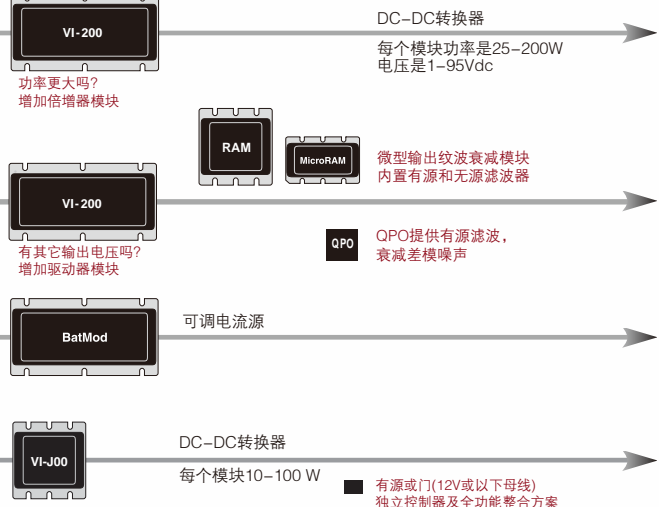 VI-200
DC-DC转换器
每个模块功率是25-200W
电压是1-95Vdc
功率更大吗?
增加倍增器模块
RAM
MicroRAM
微型输出纹波衰减模块
内置有源和无源滤波器
VI-200
QPO
QPO提供有源滤波，
衰减差模噪声
有其它输出电压吗?
增加驱动器模块
BatMod
可调电流源
VI-J00
DC-DC转换器
每个模块10-100 W
有源或门(12V或以下母线)
独立控制器及全功能整合方案